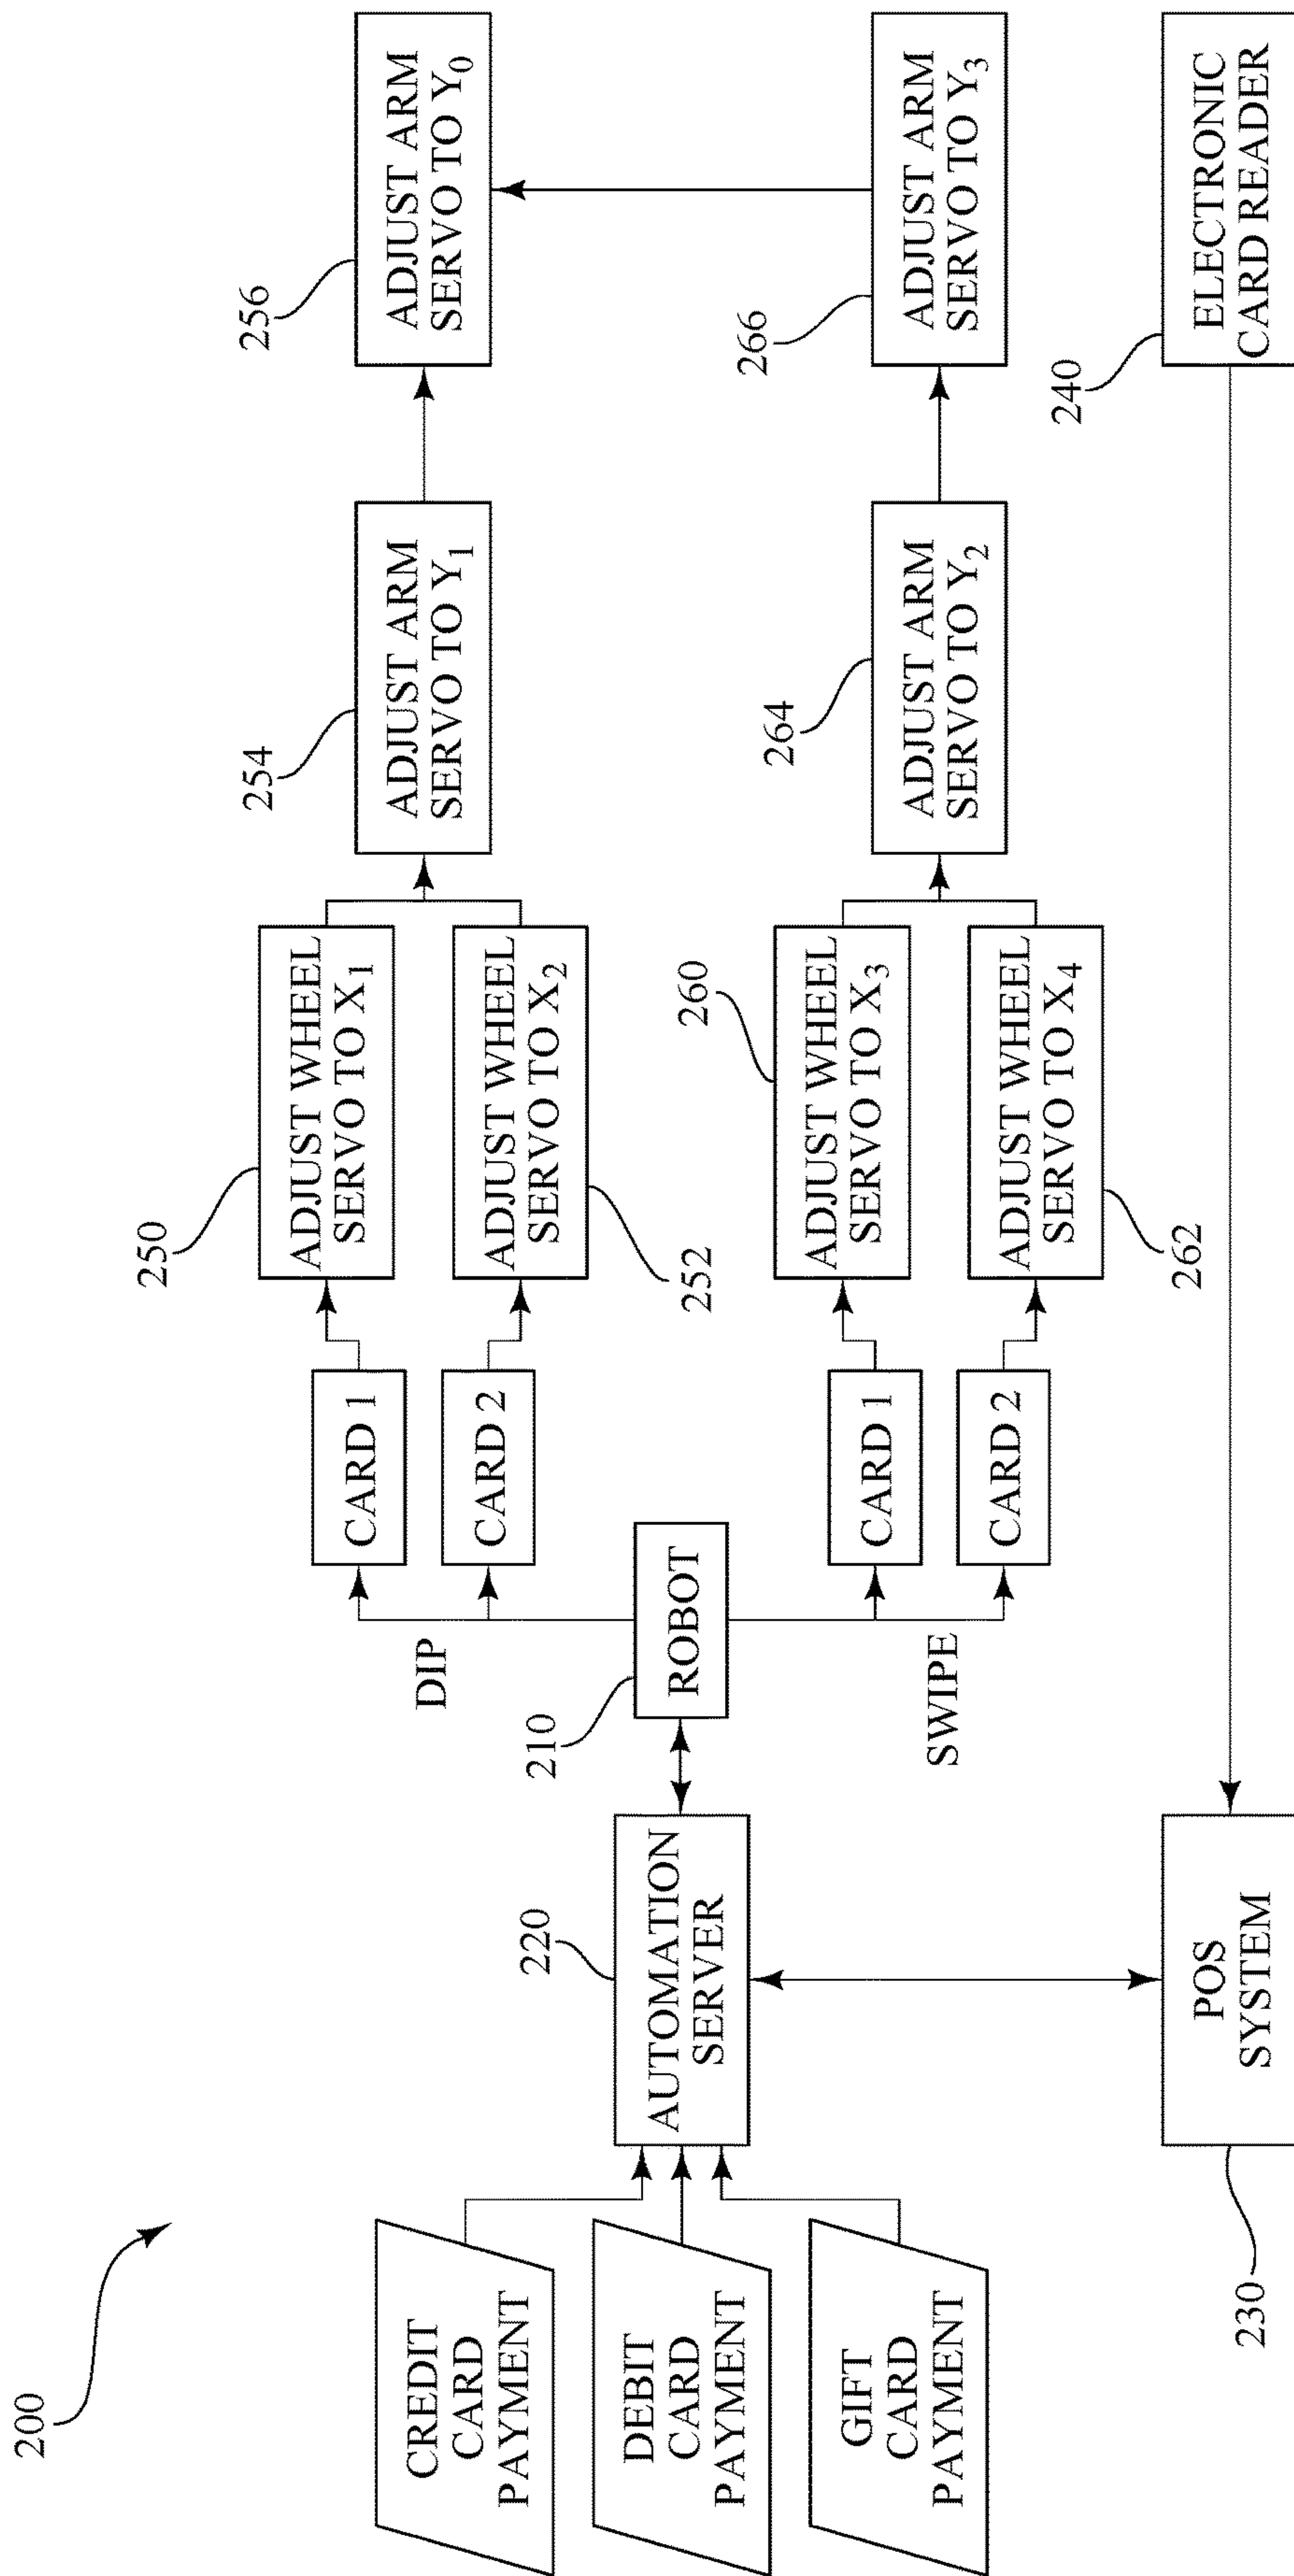 200
CREDIT
CARD
PAYMENT
DEBIT
CARD
PAYMENT
GIFT
CARD
PAYMENT
220
AUTOMATION
SERVER
230
POS
SYSTEM
210
ROBOT
DIP
SWIPE
CARD 1
CARD 2
CARD 1
CARD 2
250
ADJUST WHEEL
SERVO TO X₁
252
ADJUST WHEEL
SERVO TO X₂
260
ADJUST WHEEL
SERVO TO X₃
262
ADJUST WHEEL
SERVO TO X₄
254
ADJUST ARM
SERVO TO Y₁
264
ADJUST ARM
SERVO TO Y₂
256
ADJUST ARM
SERVO TO Y₀
266
ADJUST ARM
SERVO TO Y₃
240
ELECTRONIC
CARD READER